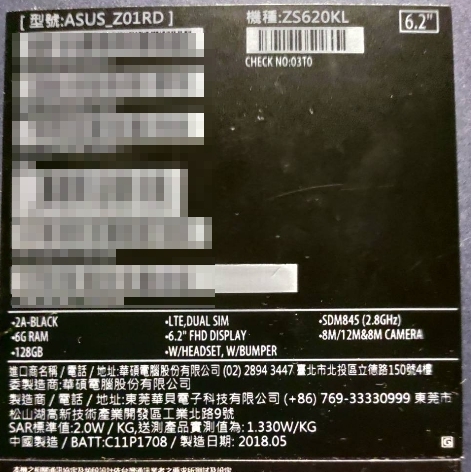 [ 型號:ASUS_Z01RD ]
機種:ZS620KL
6.2"
CHECK NO:03T0
•2A-BLACK
•LTE,DUAL SIM
•SDM845 (2.8GHz)
•6G RAM
•6.2" FHD DISPLAY
•8M/12M&8M CAMERA
•128GB
•W/HEADSET, W/BUMPER
進口商名稱 / 電話 / 地址:華碩電腦股份有限公司 (02) 2894 3447 臺北市北投區立德路150號4樓
委製造商:華碩電腦股份有限公司
製造商 / 電話 / 地址:東莞華貝電子科技有限公司 (+86) 769-33330999 東莞市
松山湖高新技術產業開發區工業北路9號
SAR標準值:2.0W / KG,送測產品實測值為:1.330W/KG
中國製造 / BATT:C11P1708 / 製造日期:2018.05